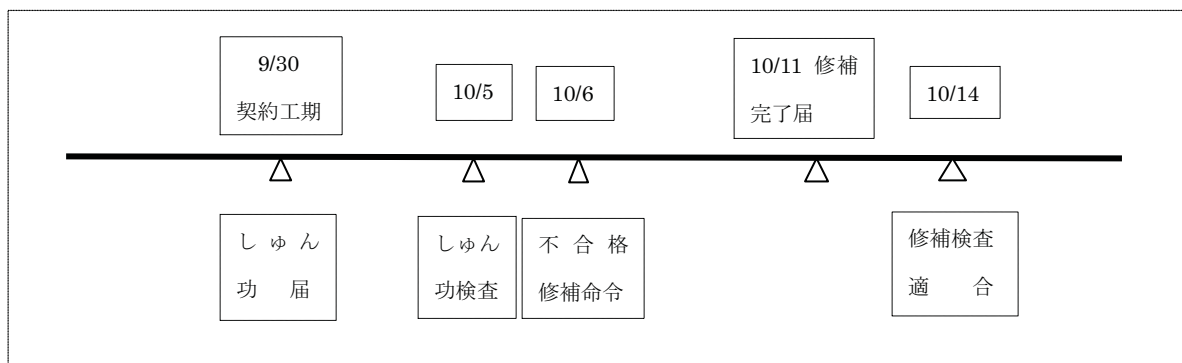 9/30
契約工期
10/5
10/6
10/11 修補
完了届
10/14
しゅん
功届
しゅん
功検査
不合格
修補命令
修補検査
適合